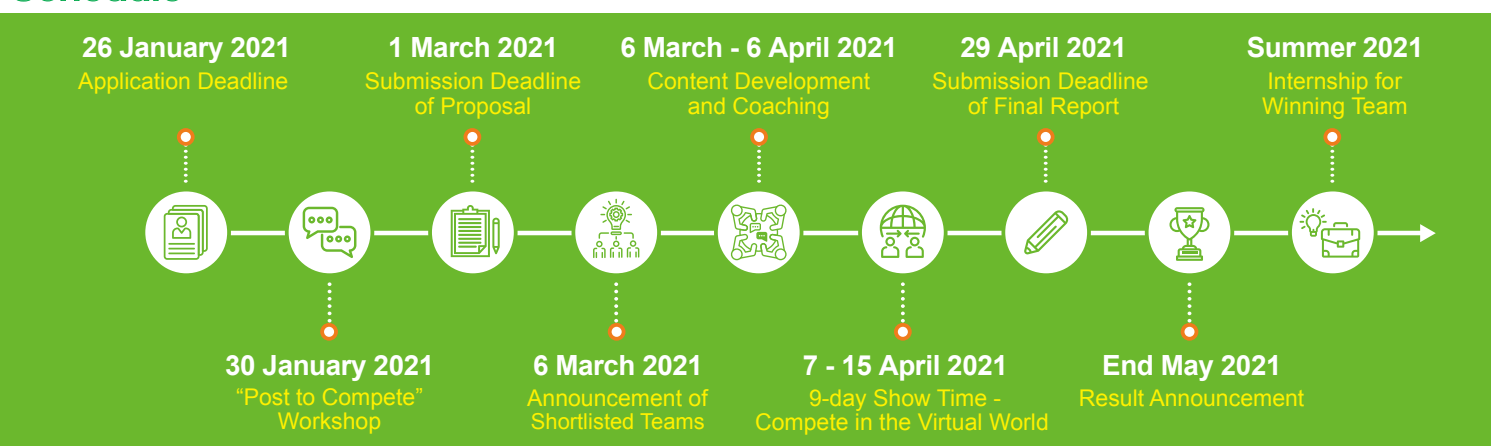 26 January 2021
Application Deadline
1 March 2021
Submission Deadline
of Proposal
6 March - 6 April 2021
Content Development
and Coaching
29 April 2021
Submission Deadline
of Final Report
Summer 2021
Internship for
Winning Team
30 January 2021
“Post to Compete”
Workshop
6 March 2021
Announcement of
Shortlisted Teams
7 - 15 April 2021
9-day Show Time -
Compete in the Virtual World
End May 2021
Result Announcement